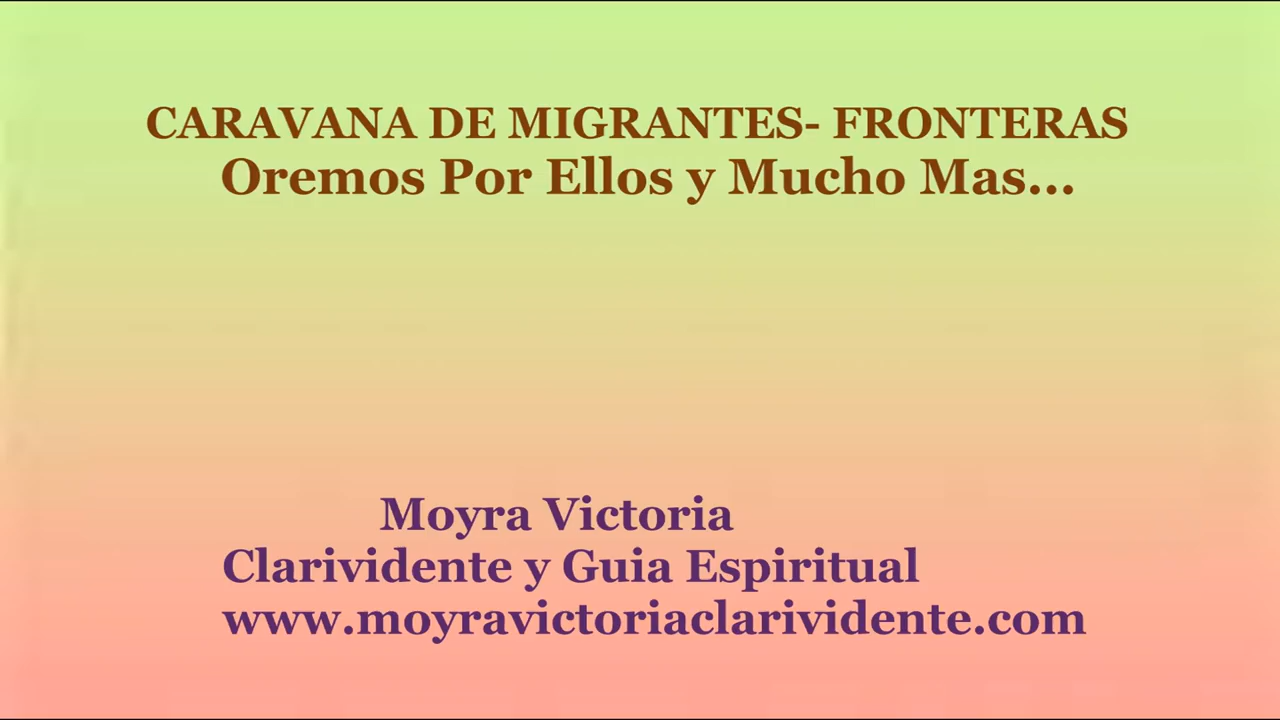 CARAVANA DE MIGRANTES- FRONTERAS
Oremos Por Ellos y Mucho Mas...
Moyra Victoria
Clarividente y Guia Espiritual
www.moyravictoriaclarividente.com